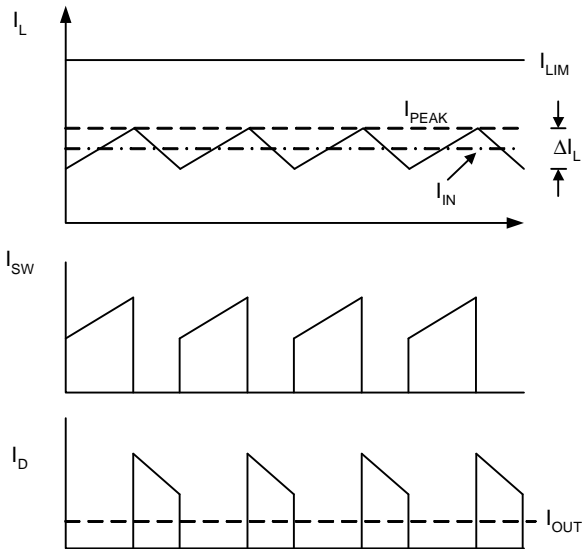 I_L
I_LIM
I_PEAK
ΔI_L
I_IN
I_SW
I_D
I_OUT